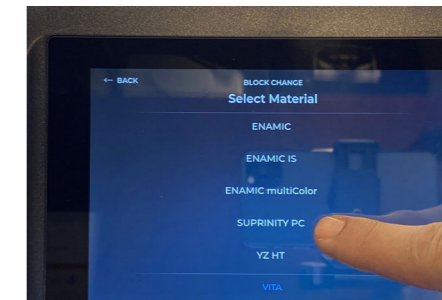 ← BACK
BLOCK CHANGE
Select Material
ENAMIC
ENAMIC IS
ENAMIC multiColor
SUPRINITY PC
YZ HT
VITA